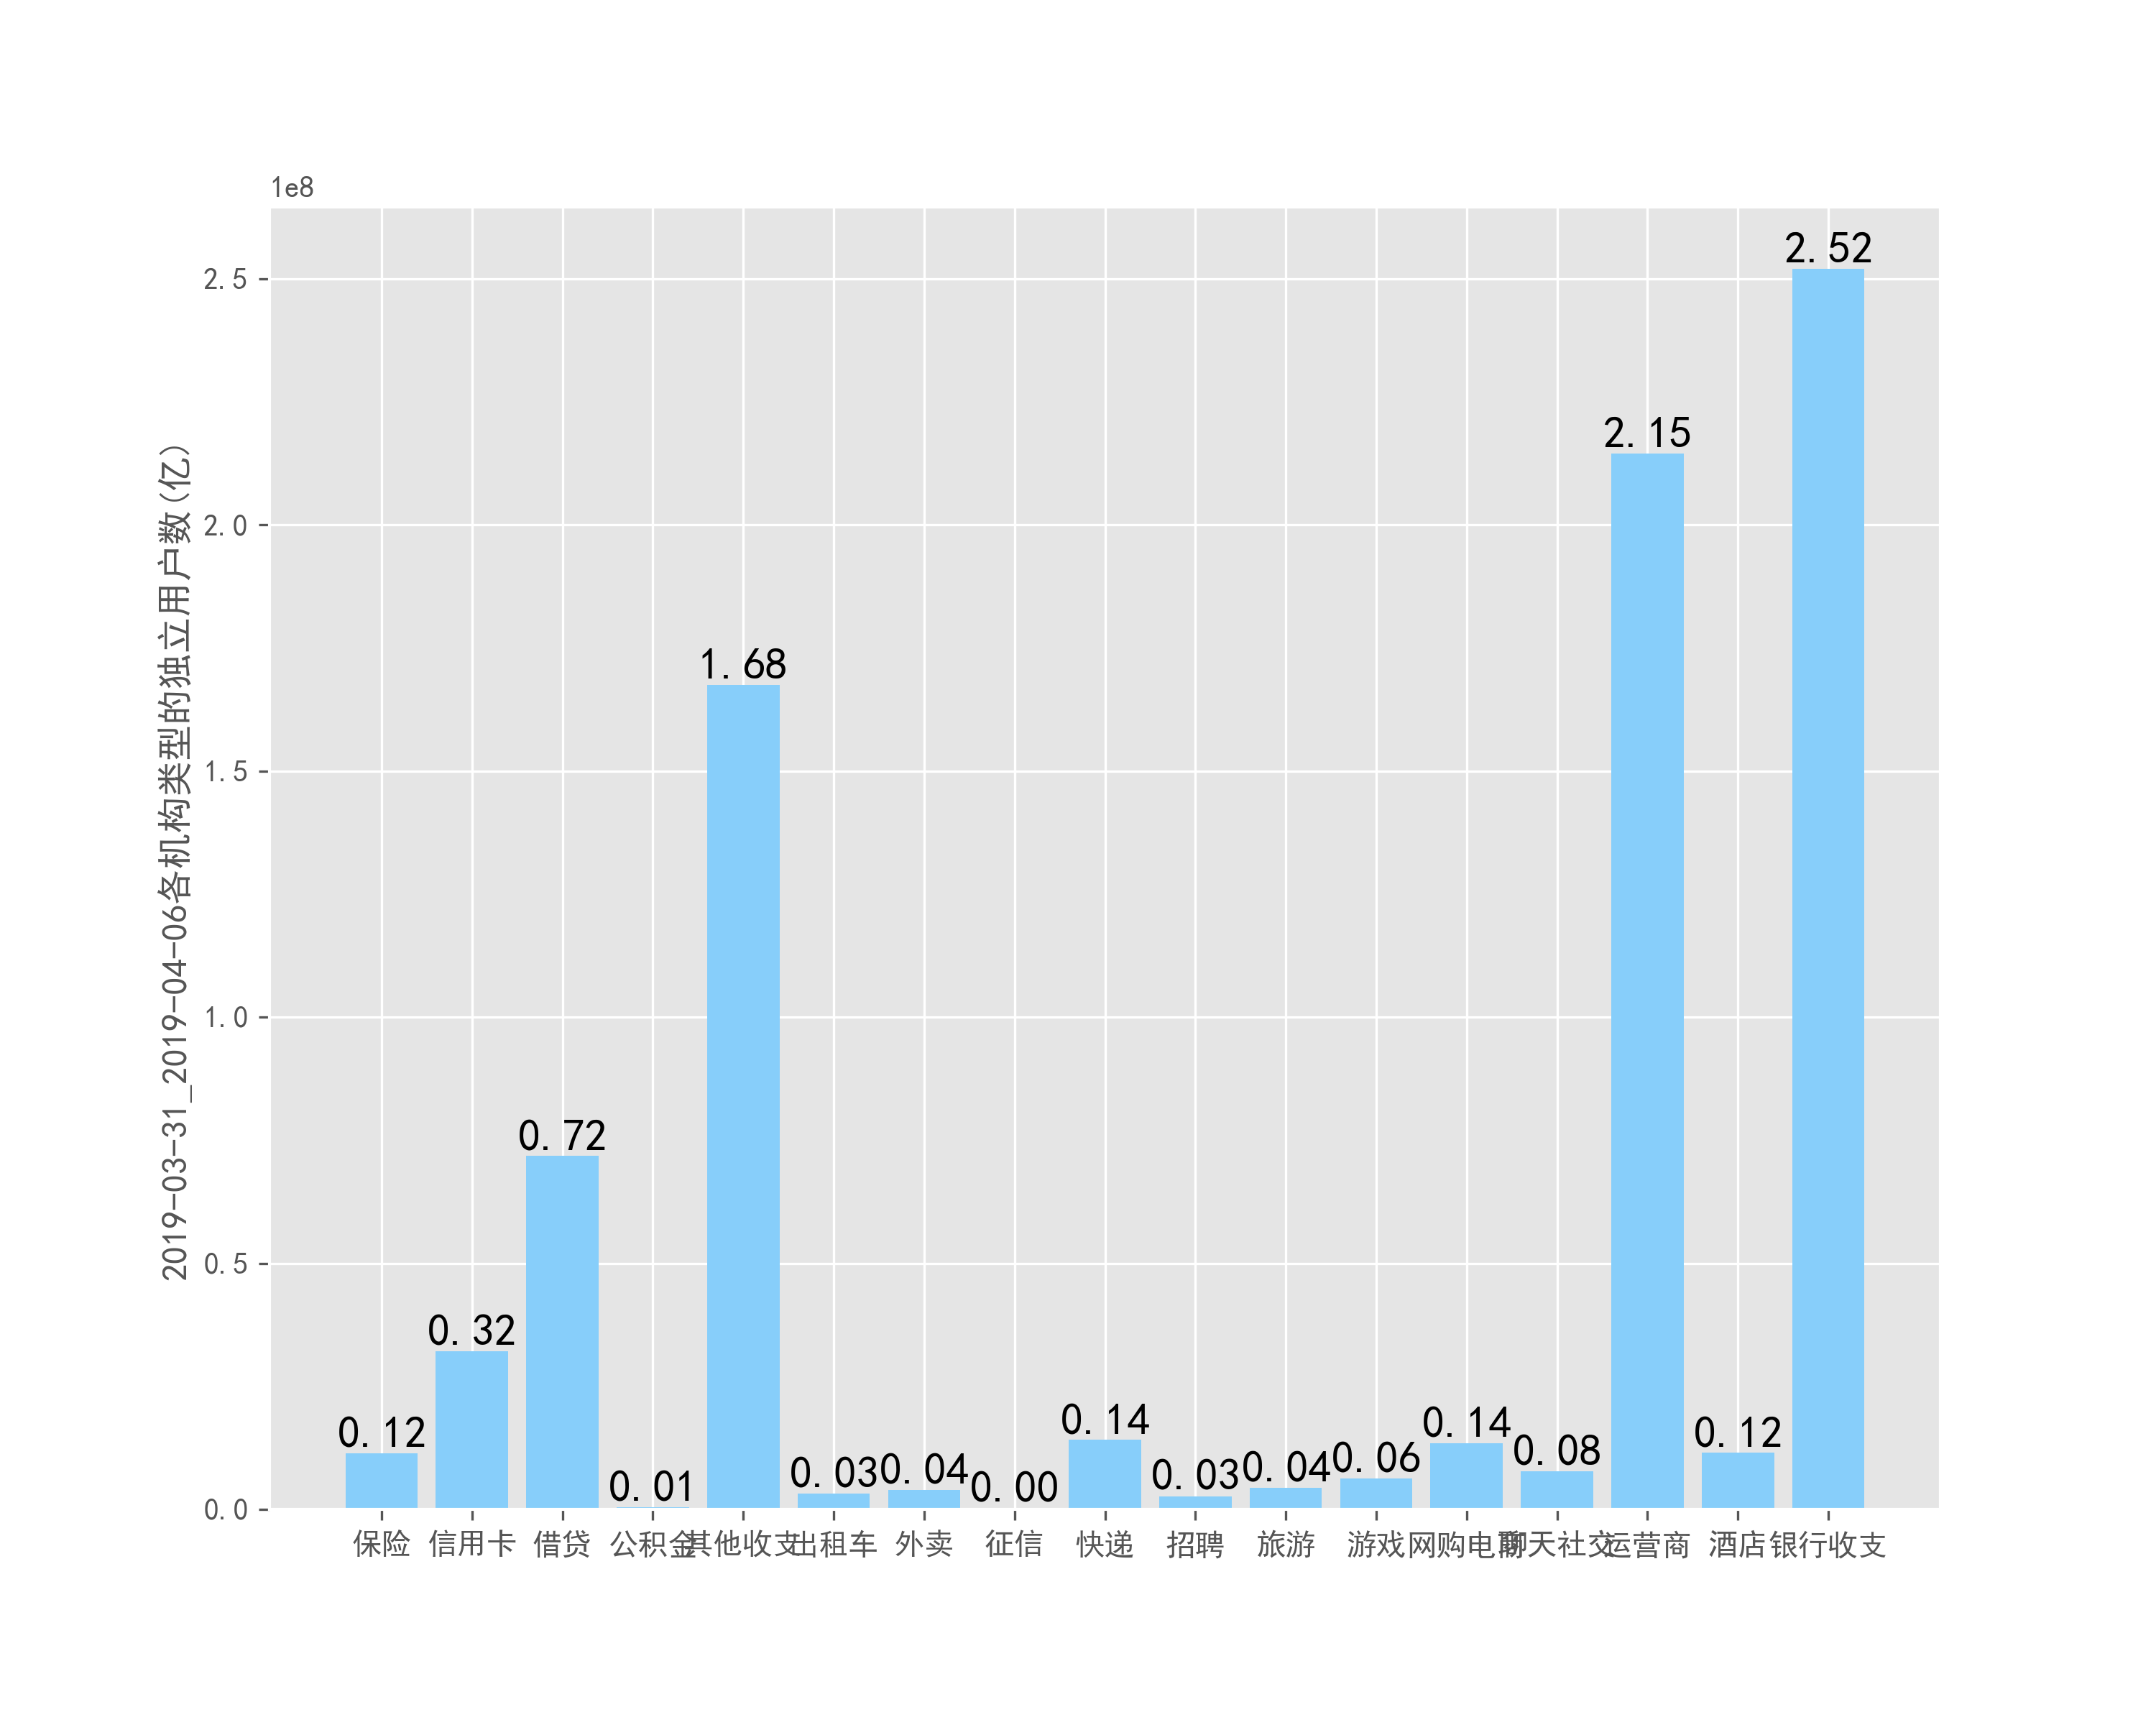 1e8
2019-03-31_2019-04-06各机构类型的独立用户数(亿)
2.5
2.0
1.5
1.0
0.5
0.0
0.12
0.32
0.72
0.01
1.68
0.03
0.04
0.00
0.14
0.03
0.04
0.06
0.14
0.08
2.15
0.12
2.52
保险
信用卡
借贷
公积金
其他收支
出租车
外卖
征信
快递
招聘
旅游
游戏
网购电商
聊天社交
运营商
酒店
银行收支